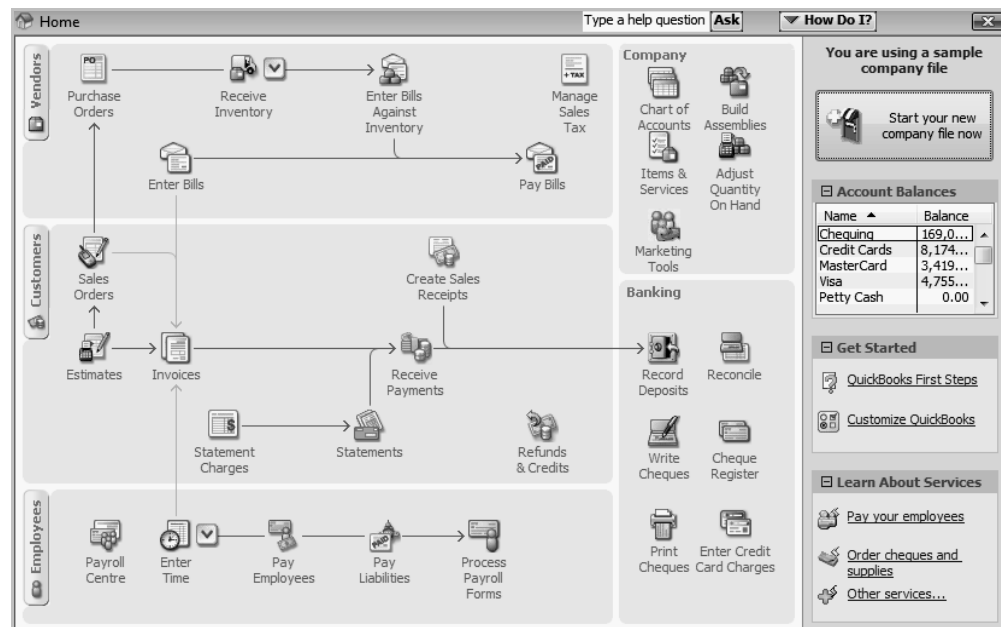 Home
Type a help question Ask
How Do I?
Vendors
PO
Purchase
Orders
Receive
Inventory
Enter Bills
Against
Inventory
+TAX
Manage
Sales
Tax
Enter Bills
PAID
Pay Bills
Customers
Sales
Orders
Create Sales
Receipts
Estimates
Invoices
Receive
Payments
$
Statement
Charges
Statements
Refunds
& Credits
Employees
Payroll
Centre
Enter
Time
Pay
Employees
PAID
Pay
Liabilities
Process
Payroll
Forms
Company
Chart of
Accounts
Build
Assemblies
Items &
Services
Adjust
Quantity
On Hand
Marketing
Tools
Banking
Record
Deposits
Reconcile
Write
Cheques
Cheque
Register
Print
Cheques
Enter Credit
Card Charges
You are using a sample
company file
Start your new
company file now
Account Balances
Name Balance
Chequing 169,0...
Credit Cards 8,174...
MasterCard 3,419...
Visa 4,755...
Petty Cash 0.00
Get Started
QuickBooks First Steps
Customize QuickBooks
Learn About Services
Pay your employees
Order cheques and
supplies
Other services...